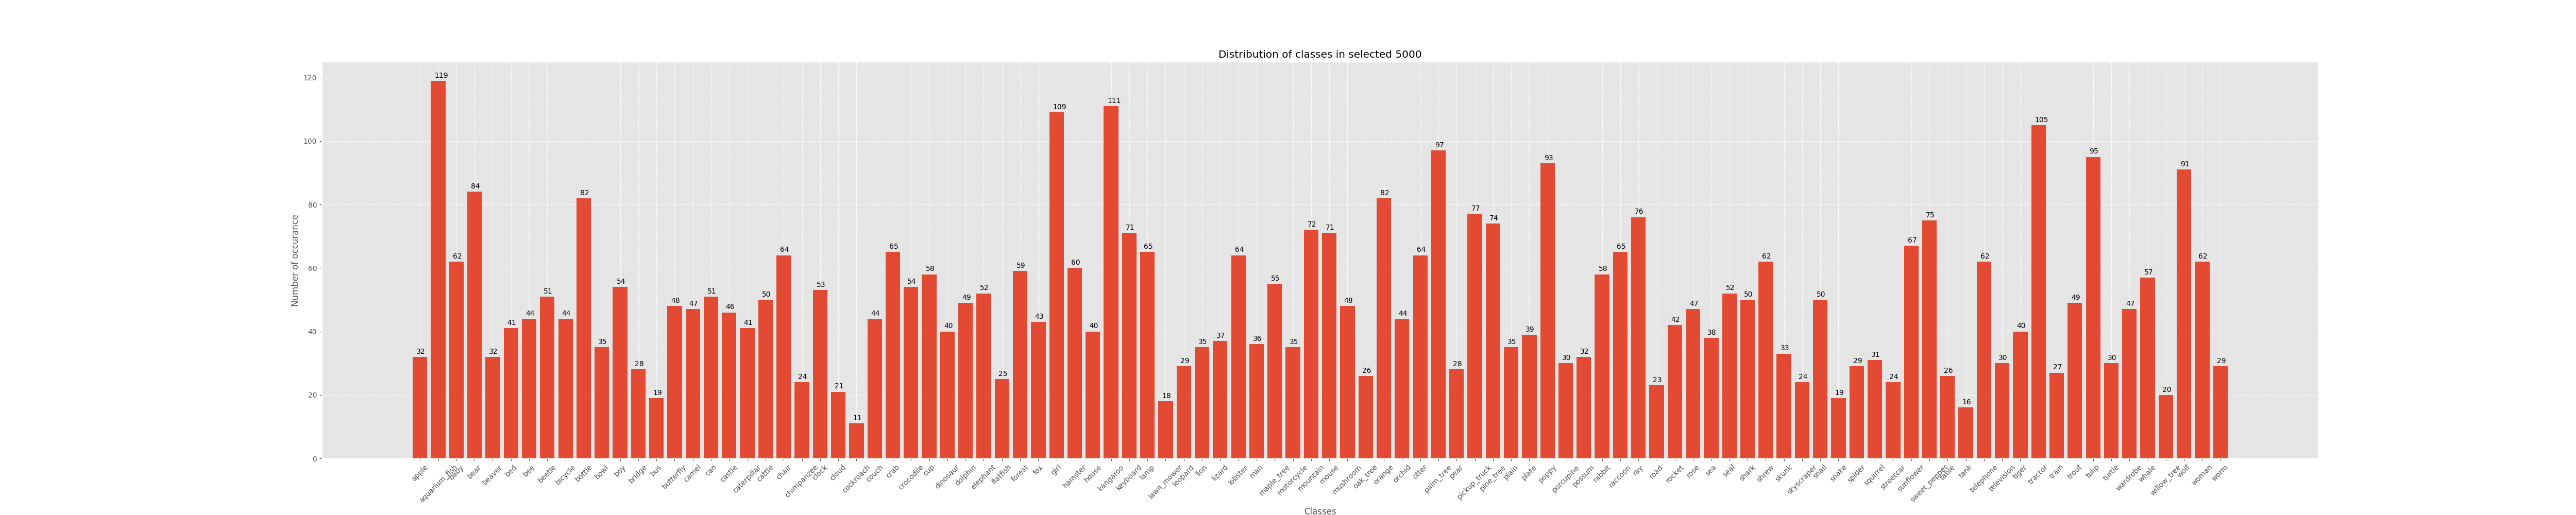 Distribution of classes in selected 5000
Number of occurance
120
100
80
60
40
20
0
32 119 62 84 32 41 44 51 44 82 35 54 28 19 48 47 51 46 41 50 64 24 53 21 11 44 65 54 58 40 49 52 25 59 43 109 60 40 111 71 65 18 29 35 37 64 36 55 35 72 71 48 26 82 44 64 97 28 77 74 35 39 93 30 32 58 65 76 23 42 47 38 52 50 62 33 24 50 19 29 31 24 67 75 26 16 62 30 40 105 27 49 95 30 47 57 20 91 62 29
apple aquarium_fish baby bear beaver bed bee beetle bicycle bottle bowl boy bridge bus butterfly camel can castle caterpillar cattle chair chimpanzee clock cloud cockroach couch crab crocodile cup dinosaur dolphin elephant flatfish forest fox girl hamster house kangaroo keyboard lamp lawn_mower leopard lion lizard lobster man maple_tree motorcycle mountain mouse mushroom oak_tree orange orchid otter palm_tree pear pickup_truck pine_tree plain plate poppy porcupine possum rabbit raccoon ray road rocket rose sea seal shark shrew skunk skyscraper snail snake spider squirrel streetcar sunflower sweet_pepper table tank telephone television tiger tractor train trout tulip turtle wardrobe whale willow_tree wolf woman worm
Classes